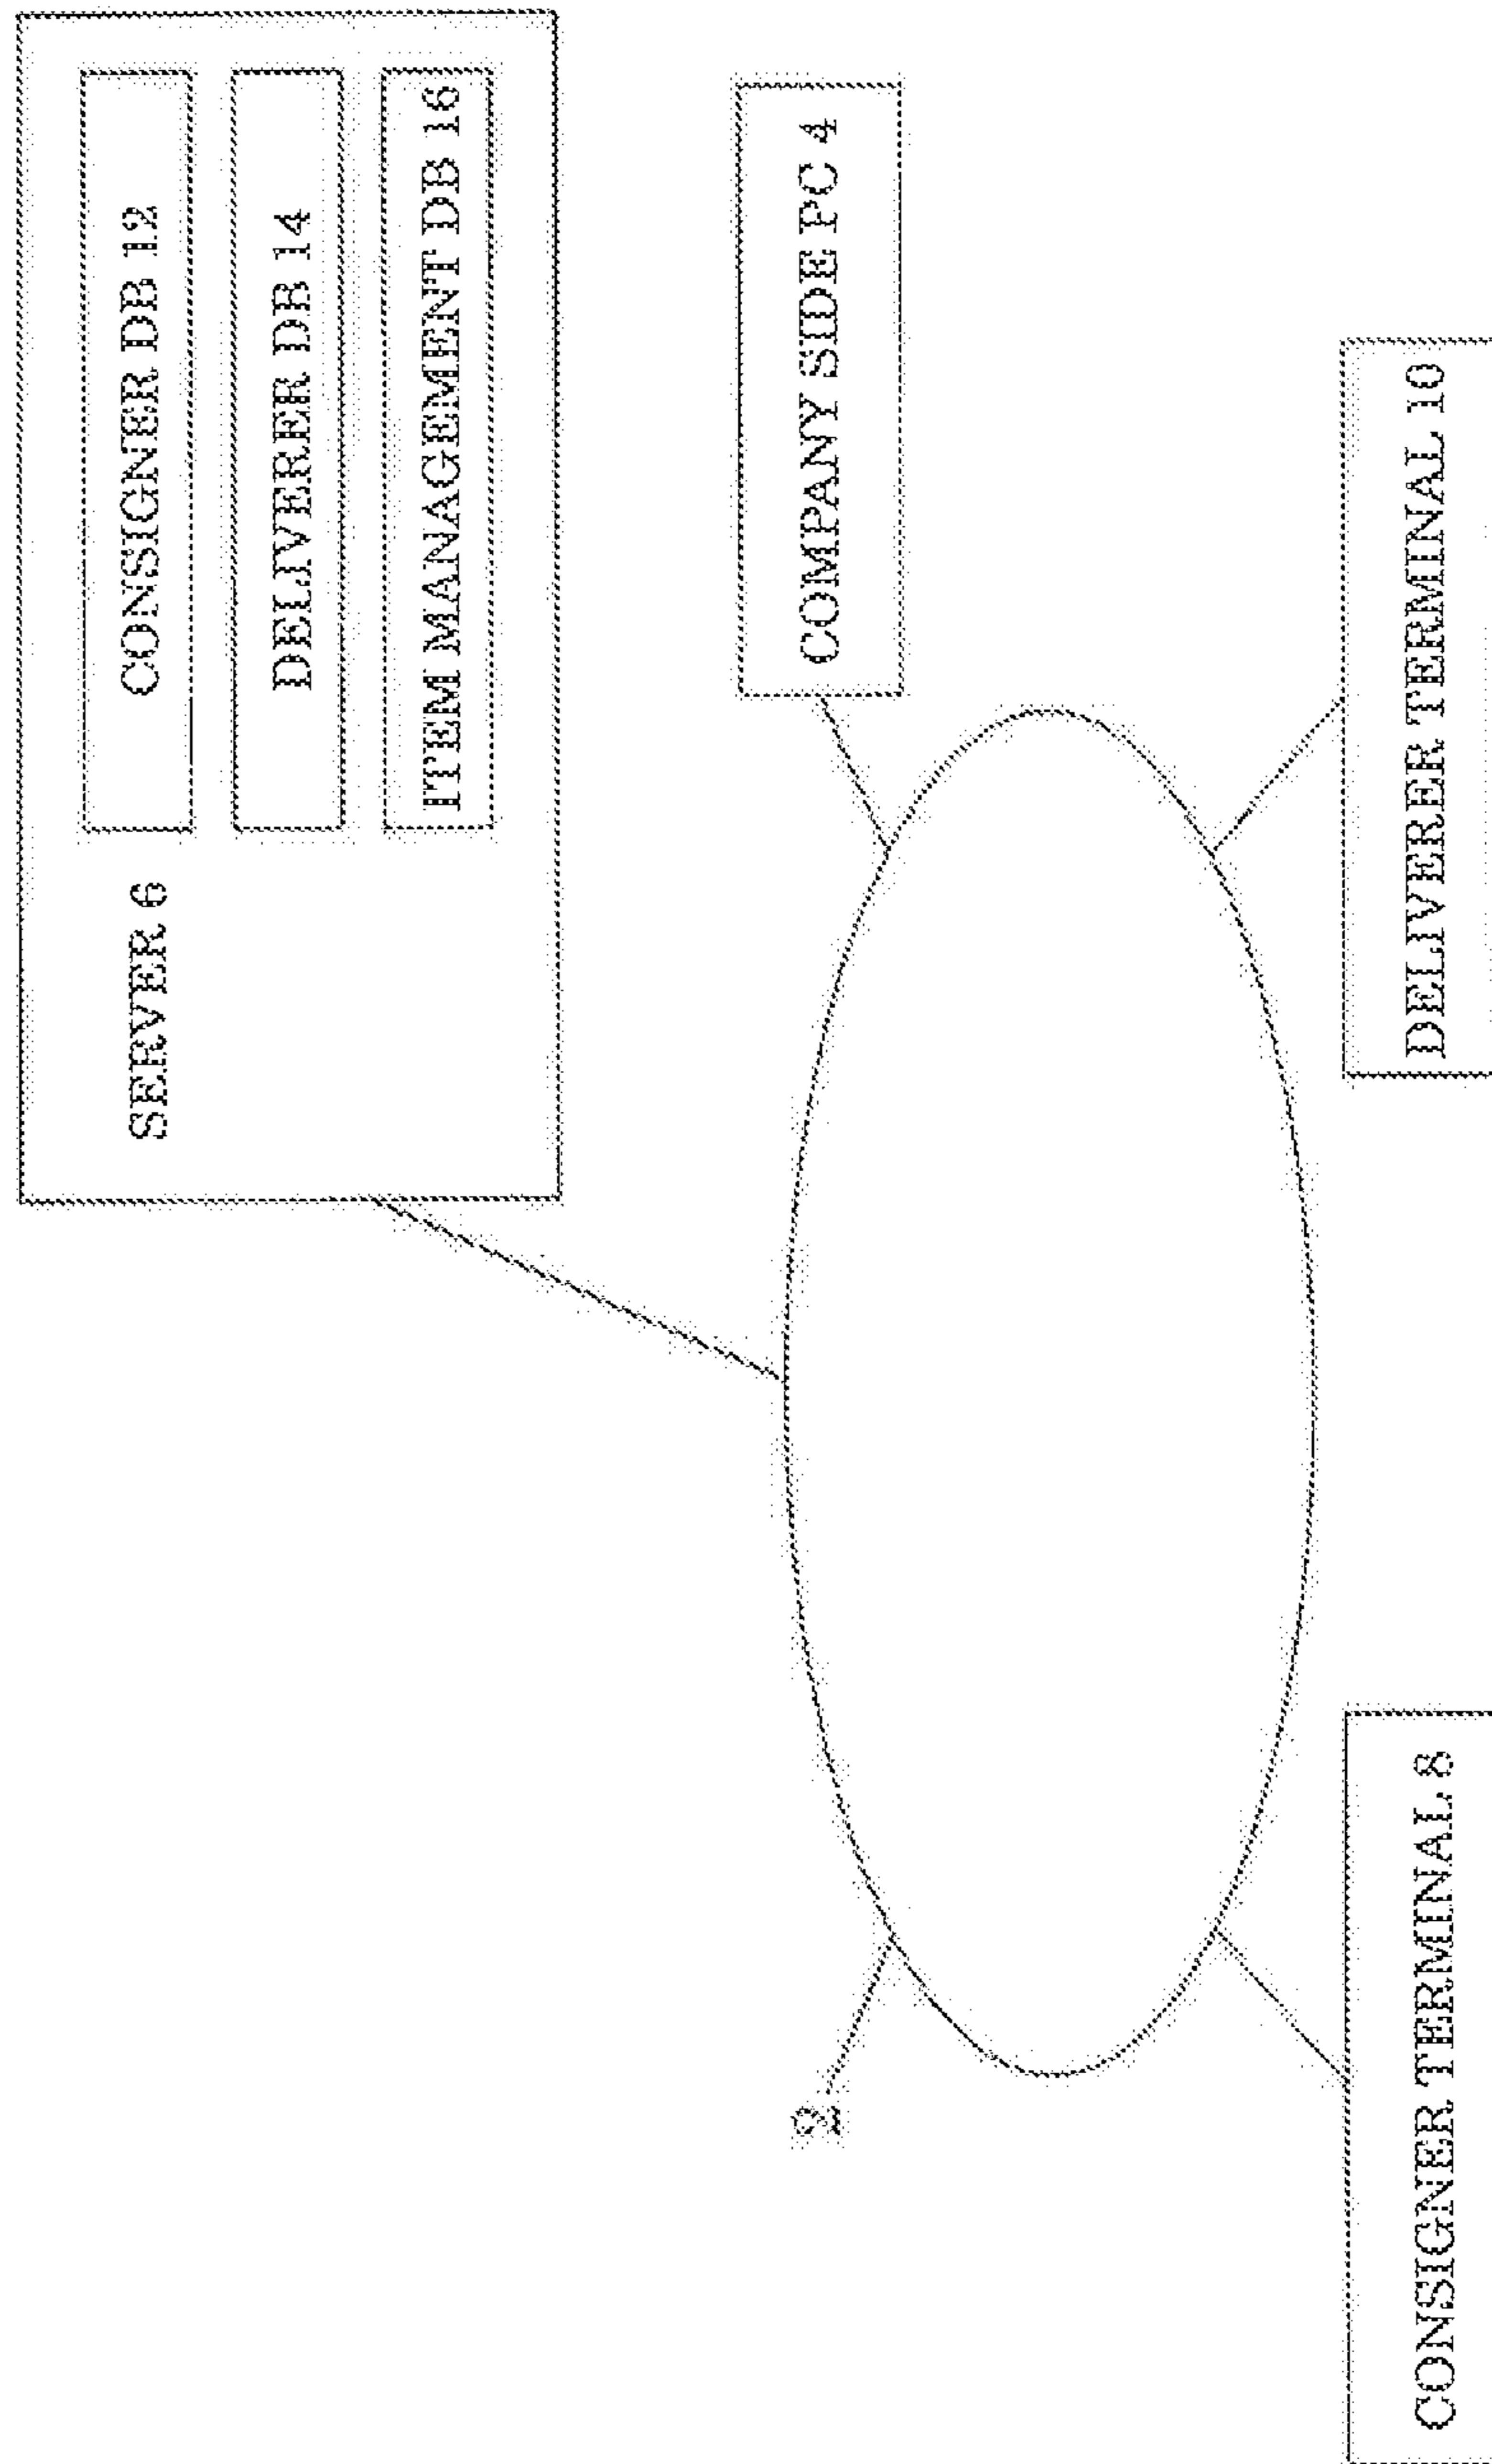 SERVER 6
CONSIGNER DB 12
DELIVERER DB 14
ITEM MANAGEMENT DB 16
2
COMPANY SIDE PC 4
CONSIGNER TERMINAL 8
DELIVERER TERMINAL 10